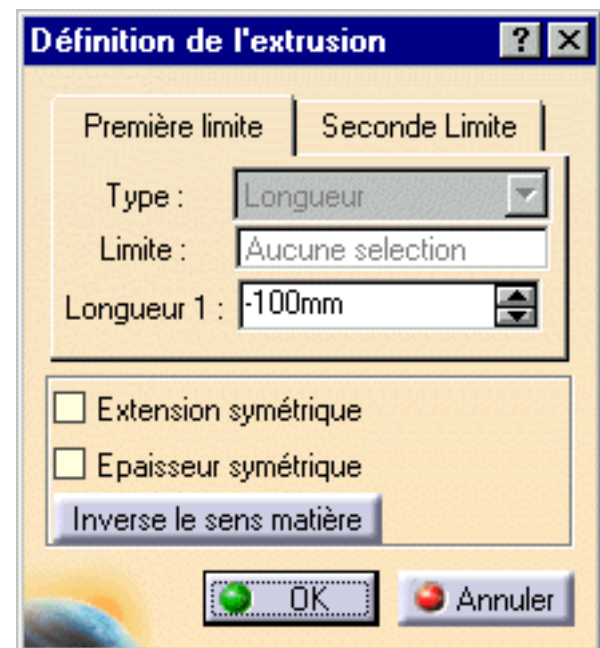 Définition de l'extrusion ? X
Première limite Seconde Limite
Type : Longueur
Limite : Aucune selection
Longueur 1 : -100mm
Extension symétrique
Epaisseur symétrique
Inverse le sens matière
OK Annuler